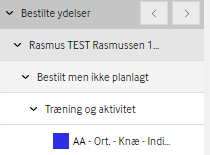 Bestilte ydelser
Rasmus TEST Rasmussen 1...
Bestilt men ikke planlagt
Træning og aktivitet
AA - Ort. - Knæ - Indi...